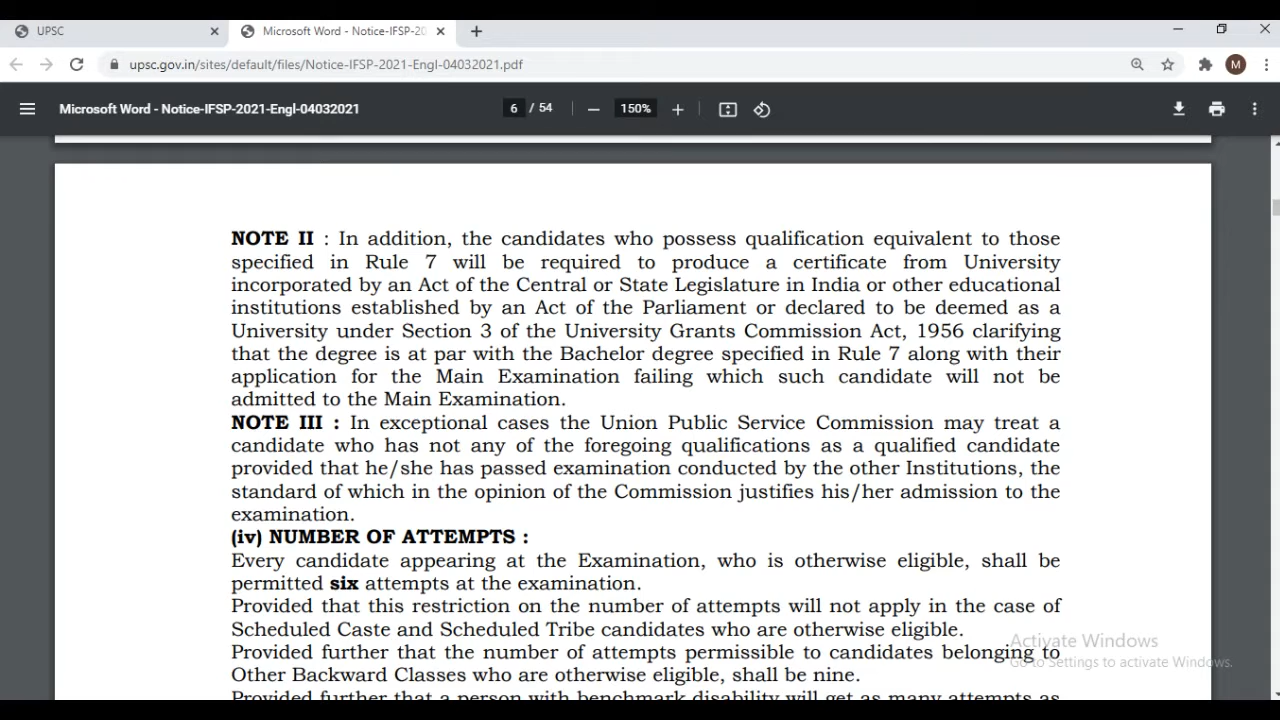 UPSC
Microsoft Word - Notice-IFSP-20
upsc.gov.in/sites/default/files/Notice-IFSP-2021-Engl-04032021.pdf
M
Microsoft Word - Notice-IFSP-2021-Engl-04032021
6 / 54
150%
NOTE II : In addition, the candidates who possess qualification equivalent to those
specified in Rule 7 will be required to produce a certificate from University
incorporated by an Act of the Central or State Legislature in India or other educational
institutions established by an Act of the Parliament or declared to be deemed as a
University under Section 3 of the University Grants Commission Act, 1956 clarifying
that the degree is at par with the Bachelor degree specified in Rule 7 along with their
application for the Main Examination failing which such candidate will not be
admitted to the Main Examination.
NOTE III : In exceptional cases the Union Public Service Commission may treat a
candidate who has not any of the foregoing qualifications as a qualified candidate
provided that he/she has passed examination conducted by the other Institutions, the
standard of which in the opinion of the Commission justifies his/her admission to the
examination.
(iv) NUMBER OF ATTEMPTS :
Every candidate appearing at the Examination, who is otherwise eligible, shall be
permitted six attempts at the examination.
Provided that this restriction on the number of attempts will not apply in the case of
Scheduled Caste and Scheduled Tribe candidates who are otherwise eligible.
Provided further that the number of attempts permissible to candidates belonging to
Other Backward Classes who are otherwise eligible, shall be nine.
Provided further that a person with benchmark disability will get as many attempts as
Activate Windows
Go to Settings to activate Windows.